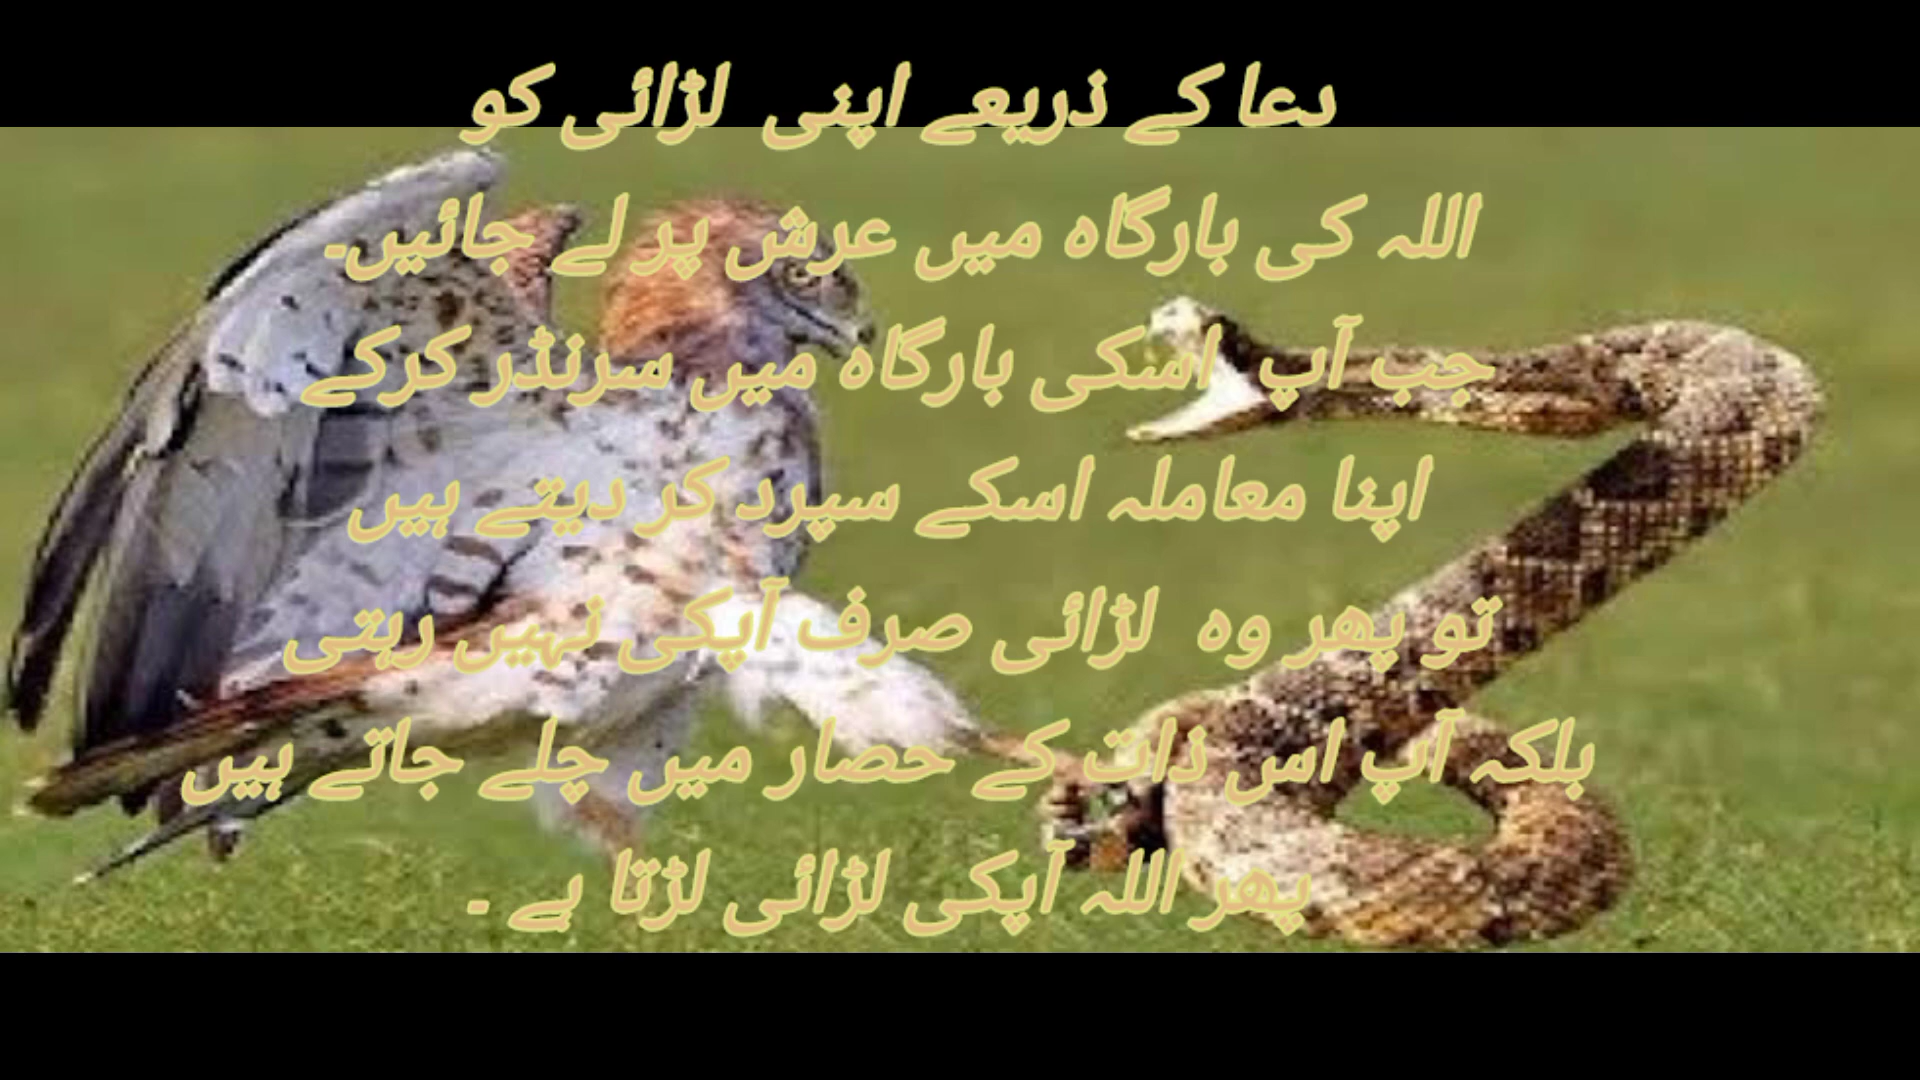 دعا کے ذریعے اپنی لڑائی کو
اللہ کی بارگاہ میں عرش پر لے جائیں۔
جب آپ اسکی بارگاہ میں سرنڈر کرکے
اپنا معاملہ اسکے سپرد کر دیتے ہیں
تو پھر وہ لڑائی صرف آپکی نہیں رہتی
بلکہ آپ اس ذات کے حصار میں چلے جاتے ہیں
پھر اللہ آپکی لڑائی لڑتا ہے ۔